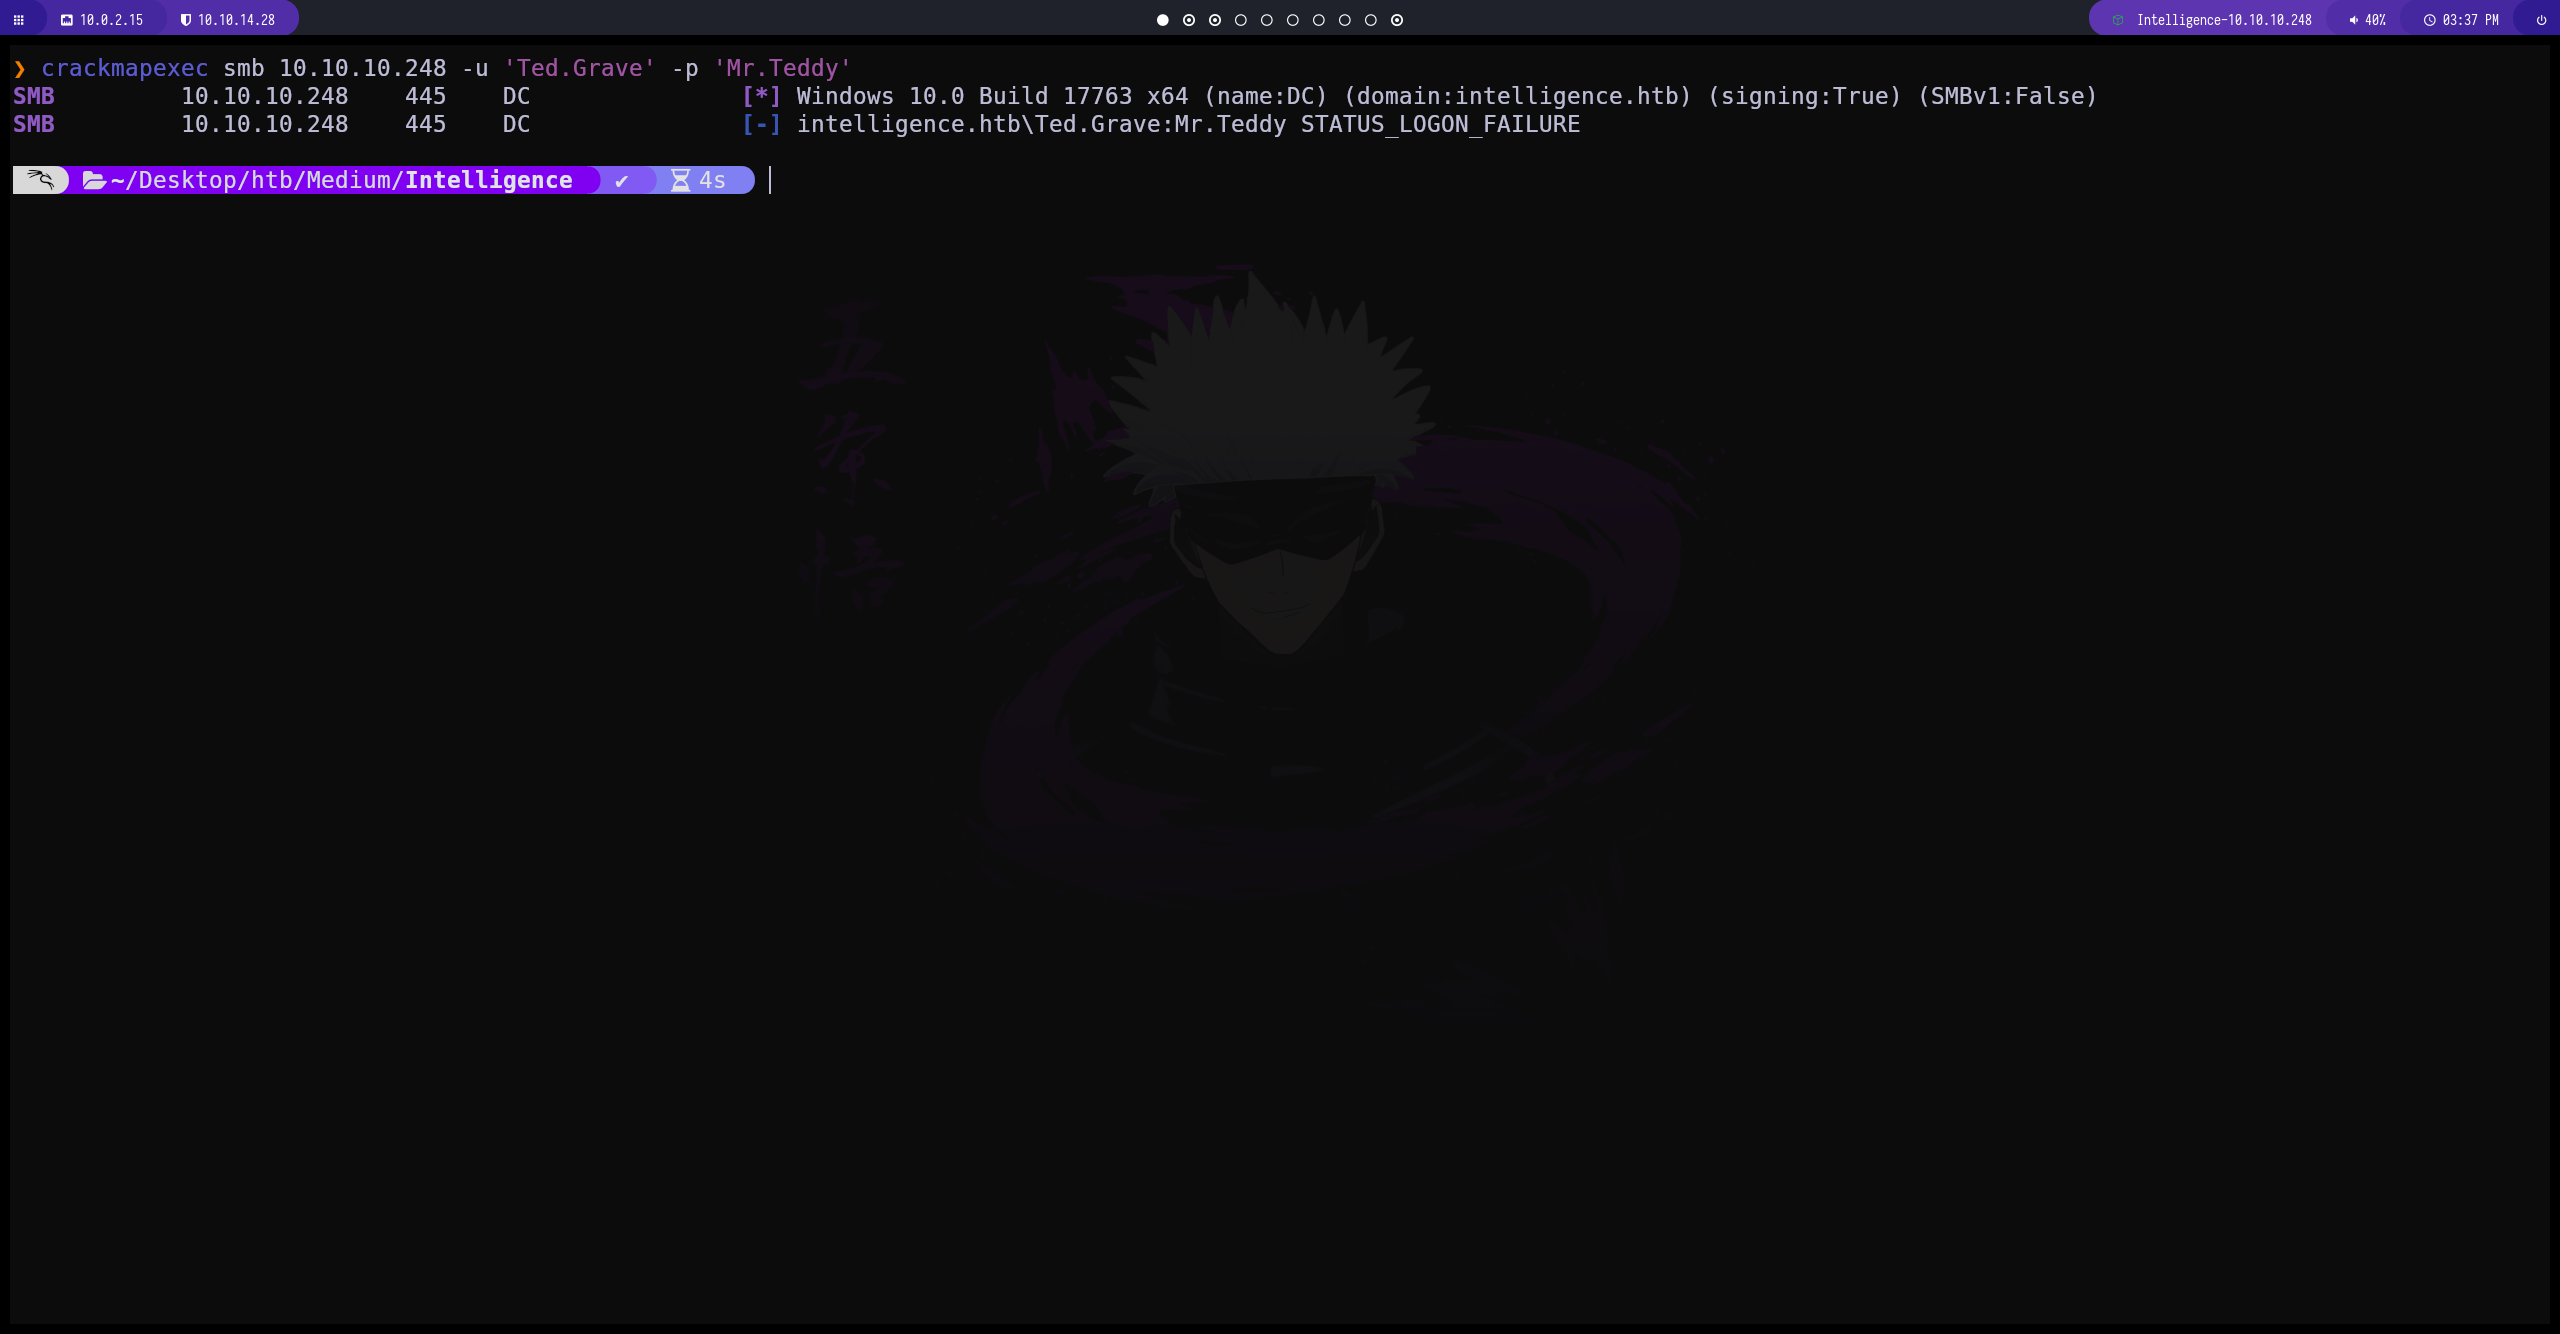 10.0.2.15 10.10.14.28 Intelligence-10.10.10.248 40% 03:37 PM
❯ crackmapexec smb 10.10.10.248 -u 'Ted.Grave' -p 'Mr.Teddy'
SMB 10.10.10.248 445 DC [*] Windows 10.0 Build 17763 x64 (name:DC) (domain:intelligence.htb) (signing:True) (SMBv1:False)
SMB 10.10.10.248 445 DC [-] intelligence.htb\Ted.Grave:Mr.Teddy STATUS_LOGON_FAILURE
~/Desktop/htb/Medium/Intelligence ✔ 4s
五
条
悟